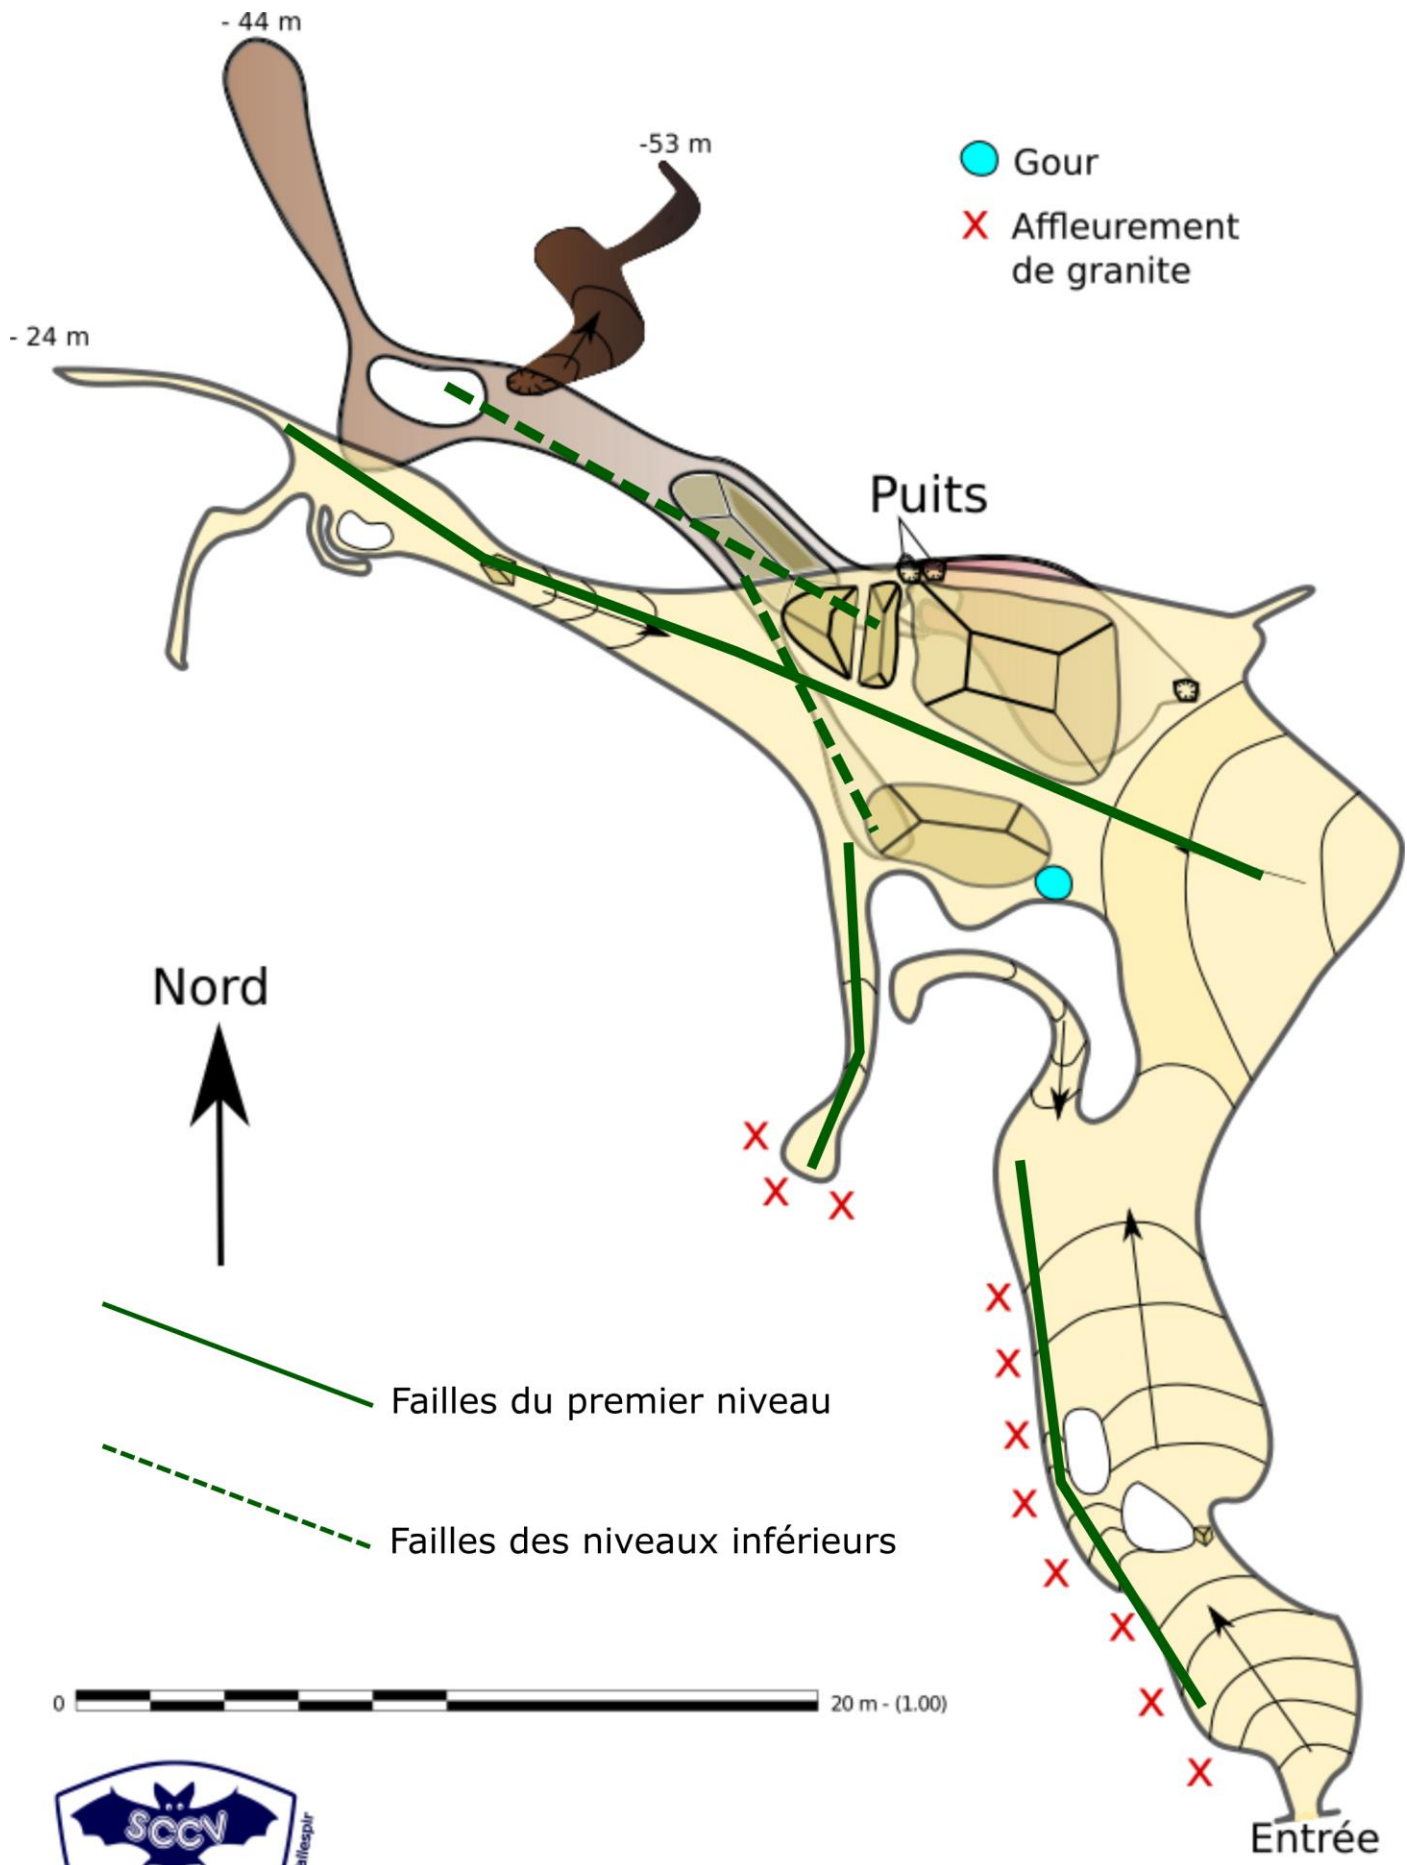 - 44 m
-53 m
Gour
X Affleurement
de granite
- 24 m
Puits
Nord
X
X X
X
X
X
X
X
X
X
X
Failles du premier niveau
Failles des niveaux inférieurs
0 20 m - (1.00)
SCCV
Entrée